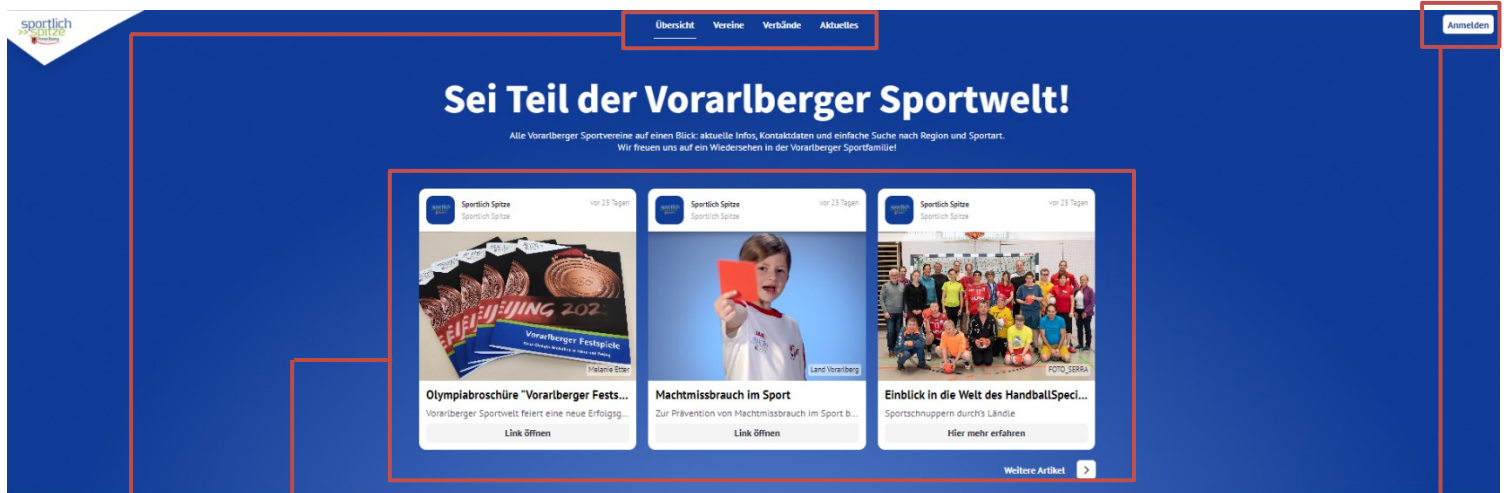 sportlich
>>spitze
Übersicht Vereine Verbände Aktuelles
Anmelden
Sei Teil der Vorarlberger Sportwelt!
Alle Vorarlberger Sportvereine auf einen Blick: aktuelle Infos, Kontaktdaten und einfache Suche nach Region und Sportart.
Wir freuen uns auf ein Wiedersehen in der Vorarlberger Sportfamilie!
Sportlich Spitze
vor 23 Tagen
Sportlich Spitze
BEIJING 202
Vorarlberger Festspiele
Melanie Etter
Olympiabroschüre "Vorarlberger Fests...
Vorarlberger Sportwelt feiert eine neue Erfolgsg...
Link öffnen
Sportlich Spitze
vor 23 Tagen
Sportlich Spitze
Land Vorarlberg
Machtmissbrauch im Sport
Zur Prävention von Machtmissbrauch im Sport b...
Link öffnen
Sportlich Spitze
vor 23 Tagen
Sportlich Spitze
FOTO_SERRA
Einblick in die Welt des HandballSpeci...
Sportschnuppern durch's Ländle
Hier mehr erfahren
Weitere Artikel >